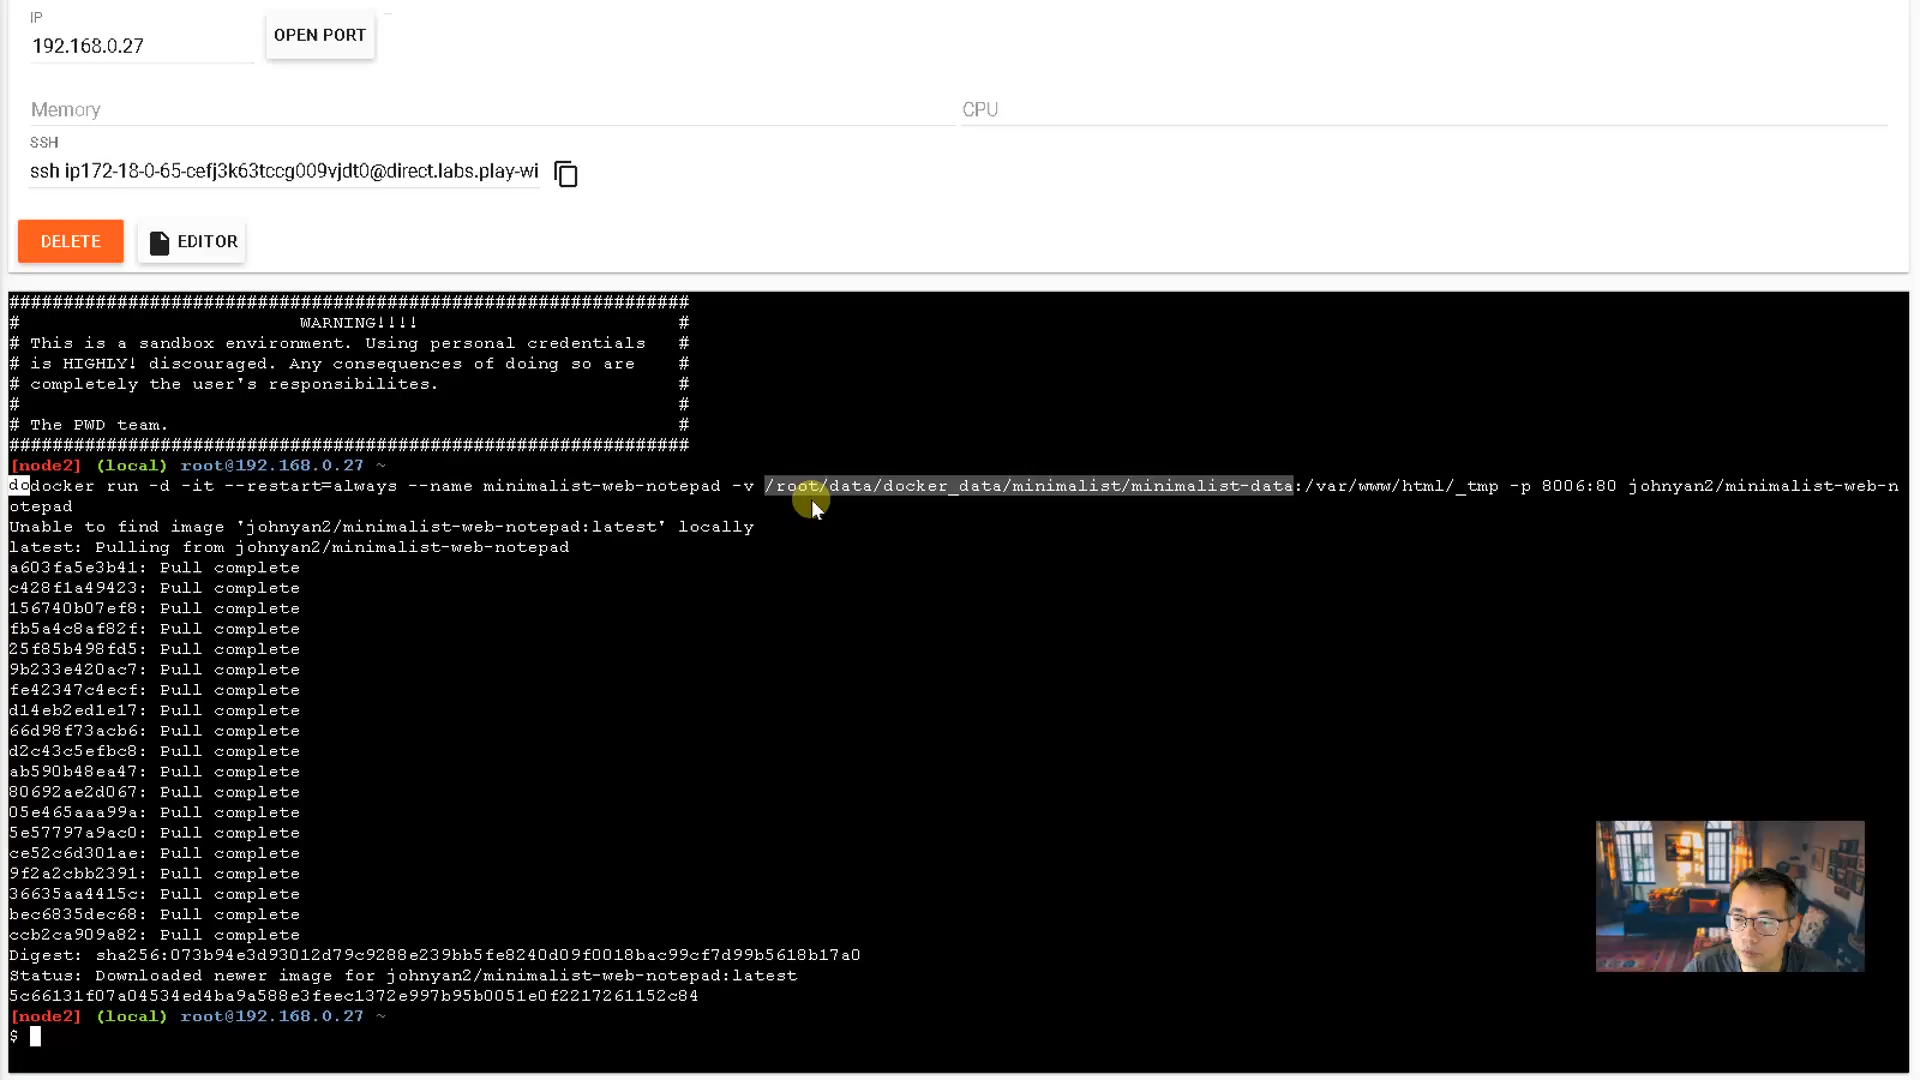 IP
192.168.0.27
OPEN PORT
Memory
CPU
SSH
ssh ip172-18-0-65-cefj3k63tccg009vjdt0@direct.labs.play-wi
DELETE
EDITOR
###############################################################
# WARNING!!!! #
# This is a sandbox environment. Using personal credentials #
# is HIGHLY! discouraged. Any consequences of doing so are #
# completely the user's responsibilites. #
# #
# The PWD team. #
###############################################################
[node2] (local) root@192.168.0.27 ~
dodocker run -d -it --restart=always --name minimalist-web-notepad -v /root/data/docker_data/minimalist/minimalist-data:/var/www/html/_tmp -p 8006:80 johnyan2/minimalist-web-n
otepad
Unable to find image 'johnyan2/minimalist-web-notepad:latest' locally
latest: Pulling from johnyan2/minimalist-web-notepad
a603fa5e3b41: Pull complete
c428f1a49423: Pull complete
156740b07ef8: Pull complete
fb5a4c8af82f: Pull complete
25f85b498fd5: Pull complete
9b233e420ac7: Pull complete
fe42347c4ecf: Pull complete
d14eb2ed1e17: Pull complete
66d98f73acb6: Pull complete
d2c43c5efbc8: Pull complete
ab590b48ea47: Pull complete
80692ae2d067: Pull complete
05e465aaa99a: Pull complete
5e57797a9ac0: Pull complete
ce52c6d301ae: Pull complete
9f2a2cbb2391: Pull complete
36635aa4415c: Pull complete
bec6835dec68: Pull complete
ccb2ca909a82: Pull complete
Digest: sha256:073b94e3d93012d79c9288e239bb5fe8240d09f0018bac99cf7d99b5618b17a0
Status: Downloaded newer image for johnyan2/minimalist-web-notepad:latest
5c66131f07a04534ed4ba9a588e3feec1372e997b95b0051e0f2217261152c84
[node2] (local) root@192.168.0.27 ~
$